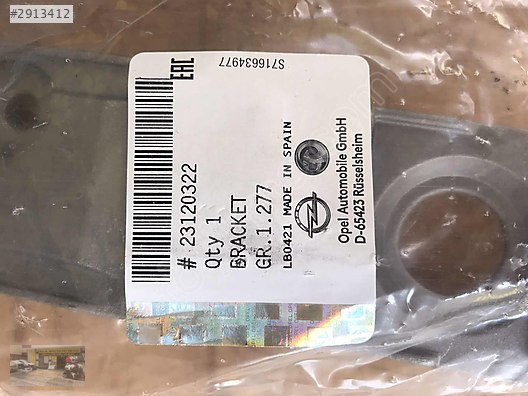 #2913412
S716634977
EAC
# 23120322
Qty 1
BRACKET
GR.1.277
LB0421 MADE IN SPAIN
Opel Automobile GmbH
D-65423 Rüsselsheim